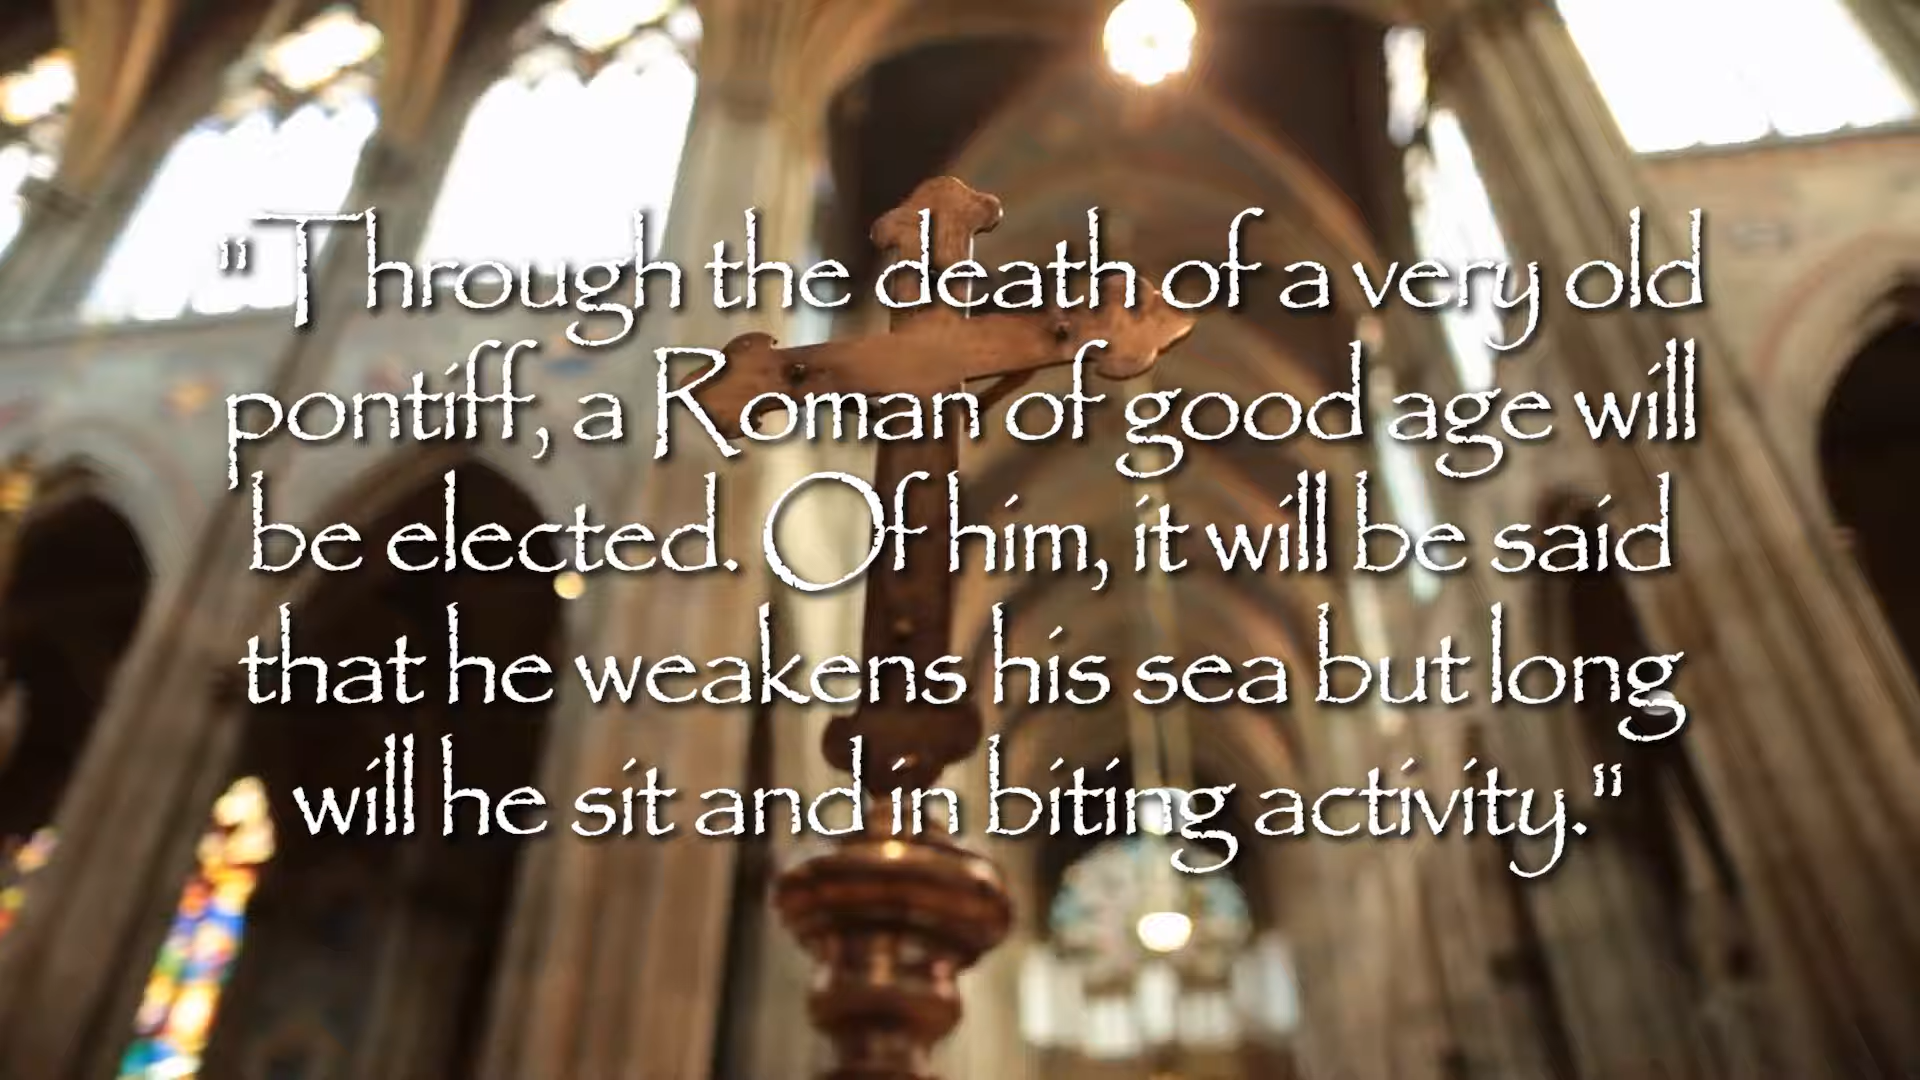 "Through the death of a very old
pontiff, a Roman of good age will
be elected. Of him, it will be said
that he weakens his sea but long
will he sit and in biting activity."